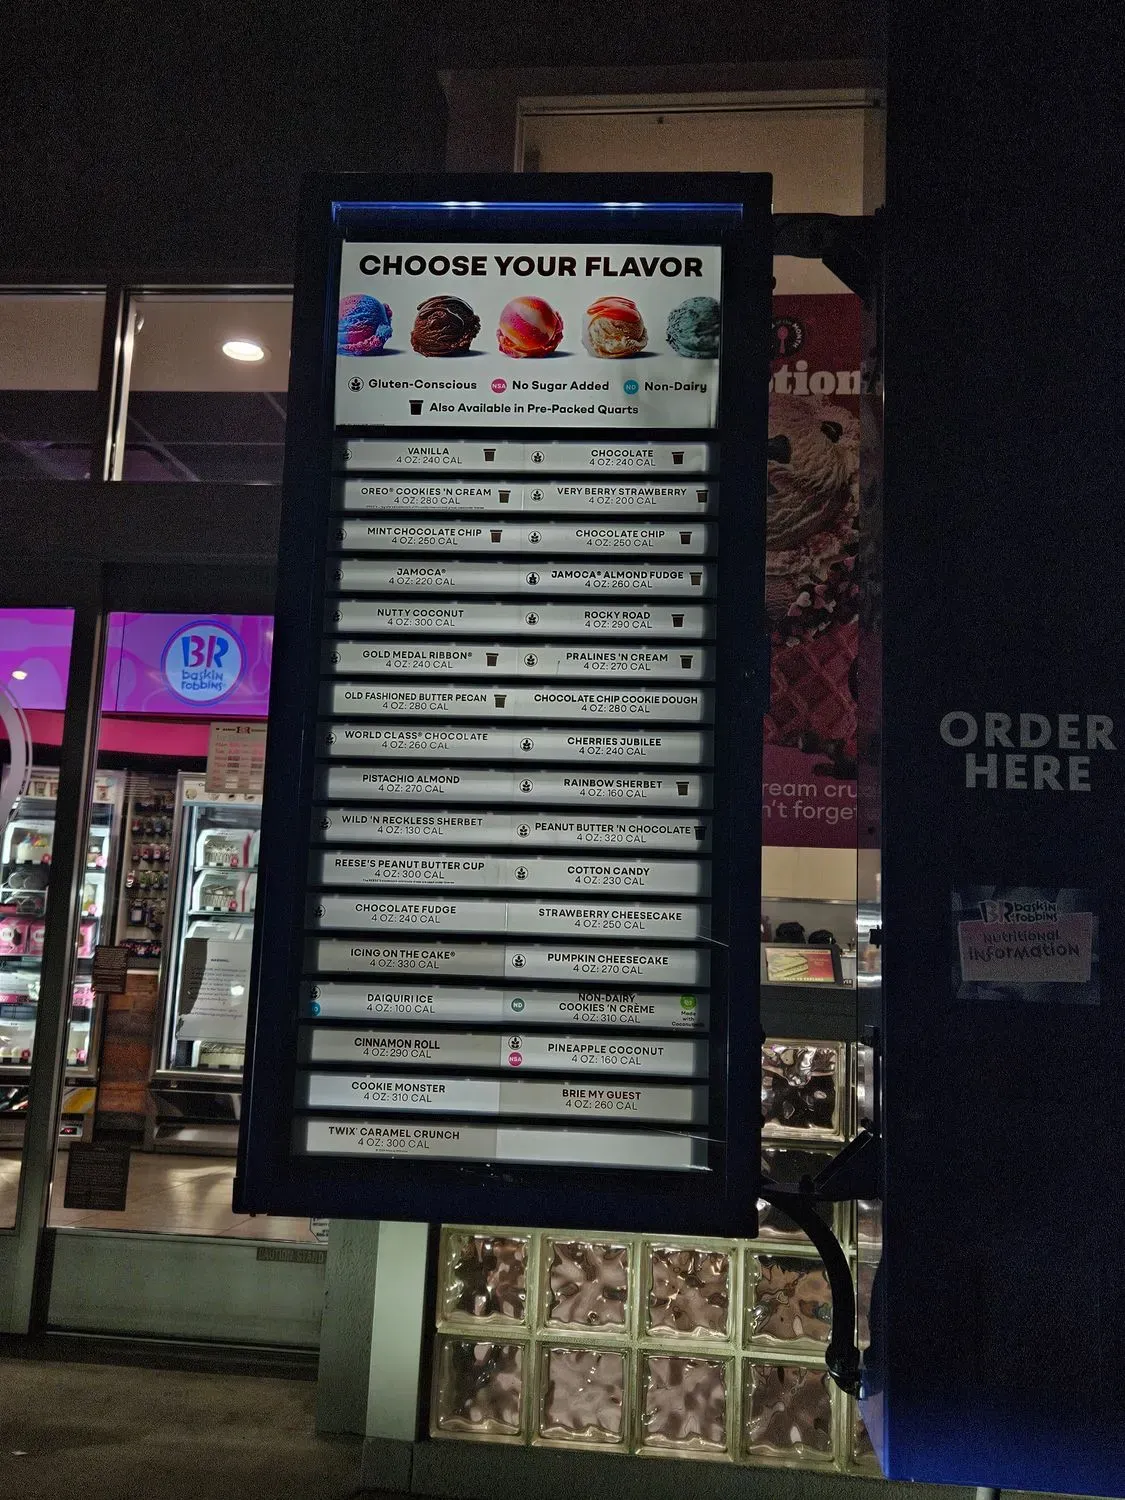 CHOOSE YOUR FLAVOR
Gluten-Conscious NSA No Sugar Added ND Non-Dairy
Also Available in Pre-Packed Quarts
VANILLA
4 OZ: 240 CAL
CHOCOLATE
4 OZ: 240 CAL
OREO® COOKIES 'N CREAM
4 OZ: 280 CAL
VERY BERRY STRAWBERRY
4 OZ: 200 CAL
MINT CHOCOLATE CHIP
4 OZ: 250 CAL
CHOCOLATE CHIP
4 OZ: 250 CAL
JAMOCA®
4 OZ: 220 CAL
JAMOCA® ALMOND FUDGE
4 OZ: 260 CAL
NUTTY COCONUT
4 OZ: 300 CAL
ROCKY ROAD
4 OZ: 290 CAL
GOLD MEDAL RIBBON®
4 OZ: 240 CAL
PRALINES 'N CREAM
4 OZ: 270 CAL
OLD FASHIONED BUTTER PECAN
4 OZ: 280 CAL
CHOCOLATE CHIP COOKIE DOUGH
4 OZ: 280 CAL
WORLD CLASS® CHOCOLATE
4 OZ: 260 CAL
CHERRIES JUBILEE
4 OZ: 240 CAL
PISTACHIO ALMOND
4 OZ: 270 CAL
RAINBOW SHERBET
4 OZ: 160 CAL
WILD 'N RECKLESS SHERBET
4 OZ: 130 CAL
PEANUT BUTTER 'N CHOCOLATE
4 OZ: 320 CAL
REESE'S PEANUT BUTTER CUP
4 OZ: 300 CAL
COTTON CANDY
4 OZ: 230 CAL
CHOCOLATE FUDGE
4 OZ: 240 CAL
STRAWBERRY CHEESECAKE
4 OZ: 250 CAL
ICING ON THE CAKE®
4 OZ: 330 CAL
PUMPKIN CHEESECAKE
4 OZ: 270 CAL
DAIQUIRI ICE
4 OZ: 100 CAL
ND
NON-DAIRY
COOKIES 'N CRÈME
4 OZ: 310 CAL
Made
with
CINNAMON ROLL
4 OZ: 290 CAL
NSA
PINEAPPLE COCONUT
4 OZ: 160 CAL
COOKIE MONSTER
4 OZ: 310 CAL
BRIE MY GUEST
4 OZ: 260 CAL
TWIX® CARAMEL CRUNCH
4 OZ: 300 CAL
BR
baskin
robbins
tion
ream cru
n't forget
ORDER
HERE
BR baskin
robbins
nutritional
information